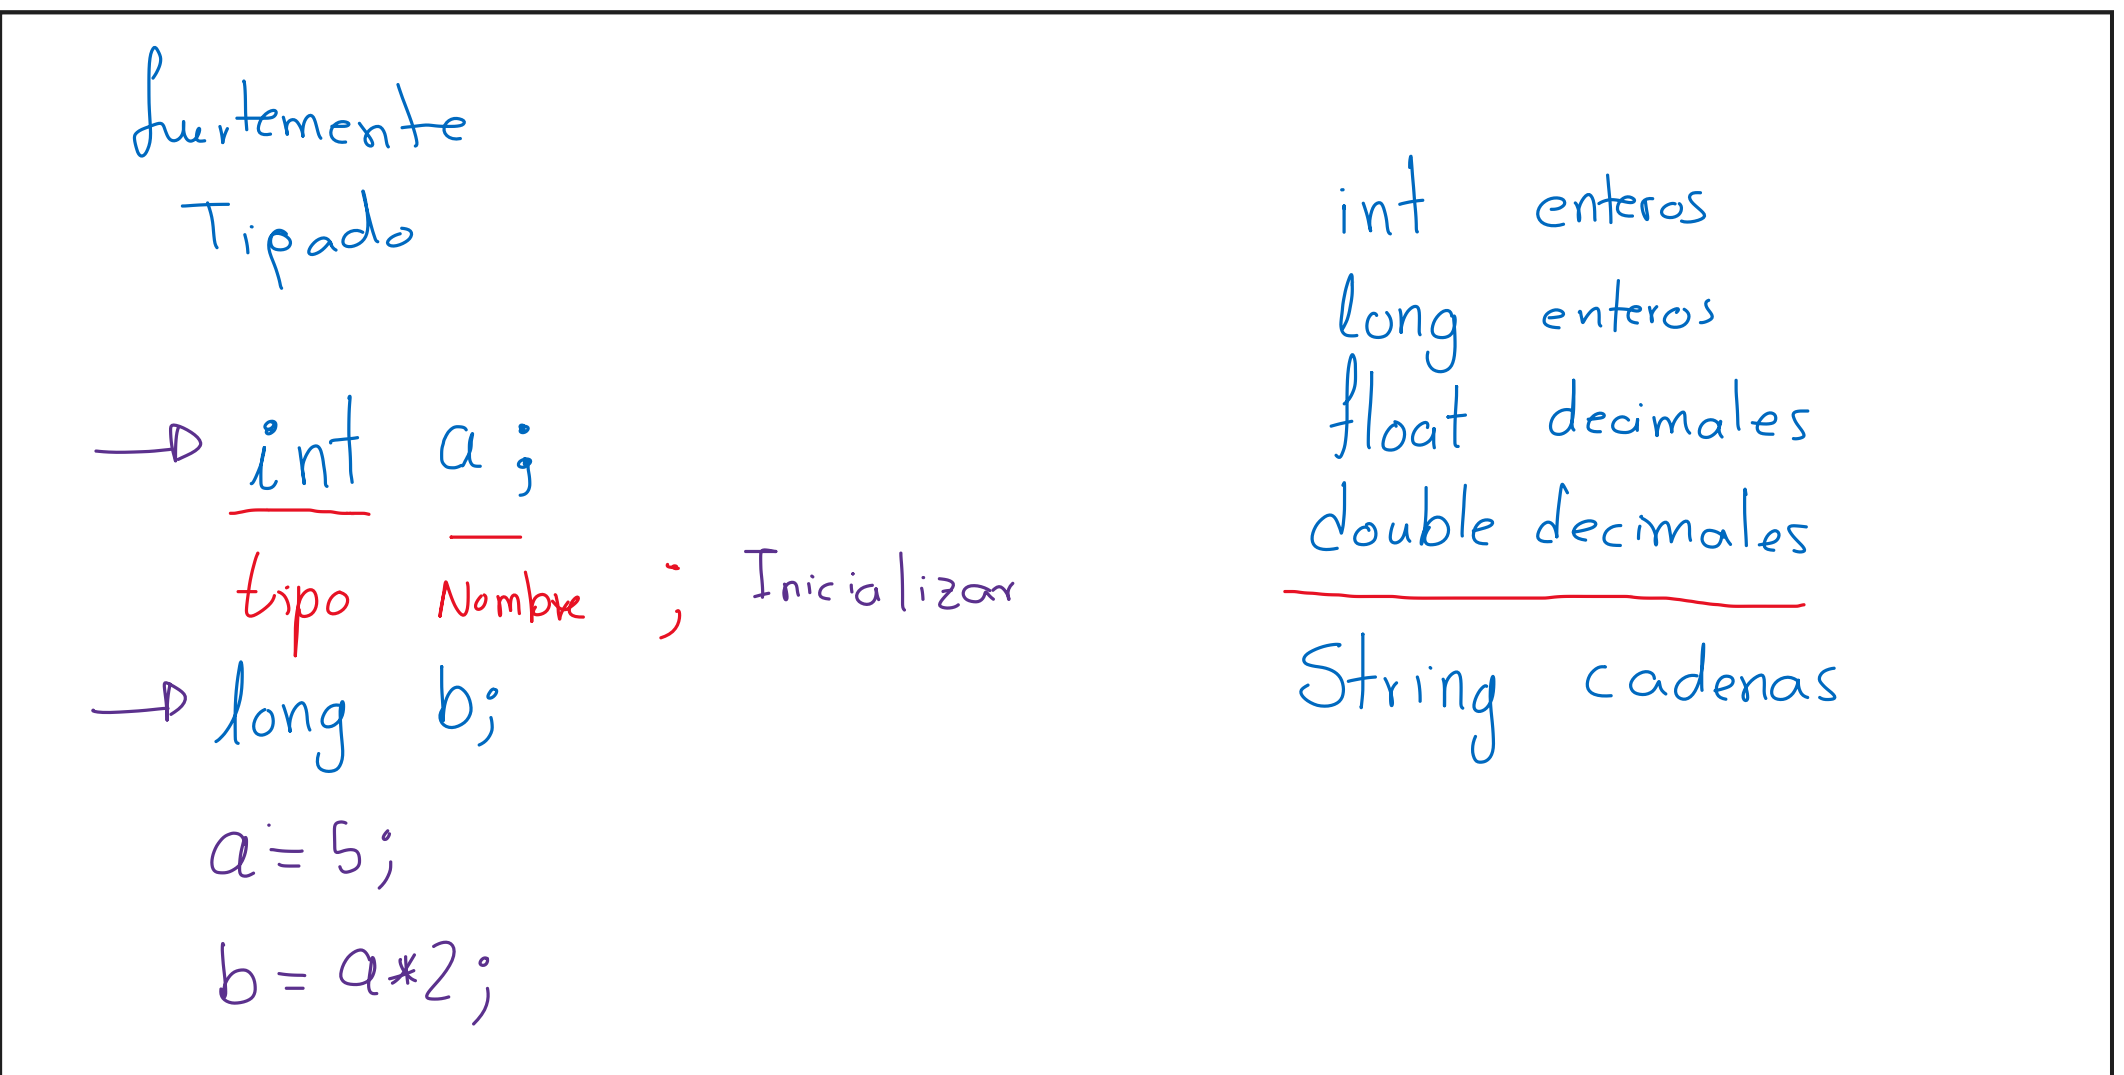 fuertemente
Tipado
int a;
tipo Nombre ; Inicializar
long b;
a = 5;
b = a*2;
int enteros
long enteros
float decimales
double decimales
String cadenas